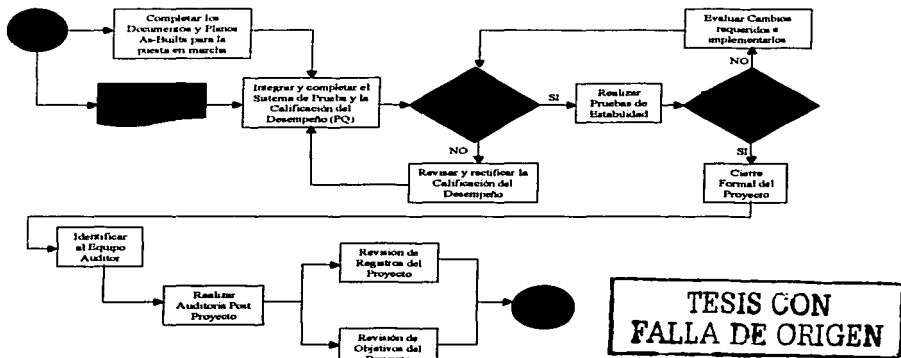 Completar los
Documentos y Planos
As-Builts para la
puesta en marcha
Evaluar Cambios
requeridos e
implementarlos
NO
Integrar y completar el
Sistema de Prueba y la
Calificación del
Desempeño (PQ)
SI
Realizar
Pruebas de
Estabilidad
NO
SI
Revisar y rectificar la
Calificación del
Desempeño
Cierre
Formal del
Proyecto
Identificar
al Equipo
Auditor
Revisión de
Registros del
Proyecto
Realizar
Auditoria Post
Proyecto
Revisión de
Objetivos del
TESIS CON
FALLA DE ORIGEN